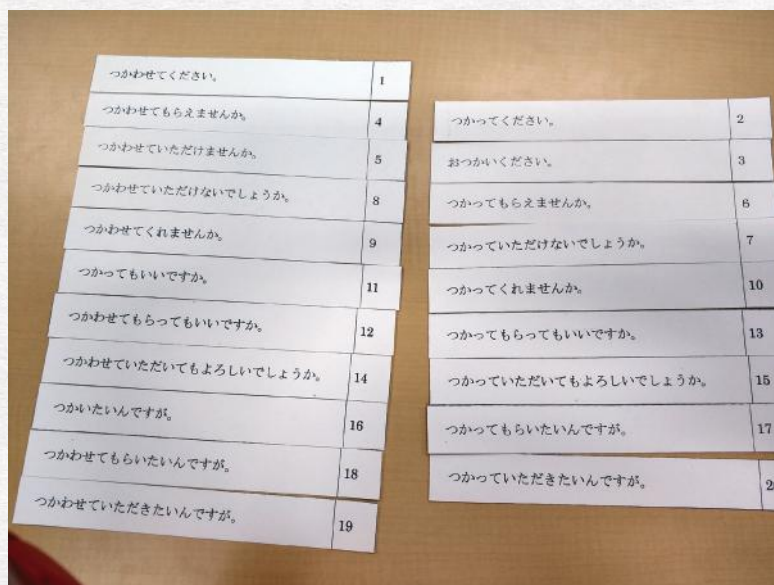 つかわせてください。 1
つかわせてもらえませんか。 4
つかわせていただけませんか。 5
つかわせていただけないでしょうか。 8
つかわせてくれませんか。 9
つかってもいいですか。 11
つかわせてもらってもいいですか。 12
つかわせていただいてもよろしいでしょうか。 14
つかいたいんですが。 16
つかわせてもらいたいんですが。 18
つかわせていただきたいんですが。 19
つかってください。 2
おつかいください。 3
つかってもらえませんか。 6
つかっていただけないでしょうか。 7
つかってくれませんか。 10
つかってもらってもいいですか。 13
つかっていただいてもよろしいでしょうか。 15
つかってもらいたいんですが。 17
つかっていただきたいんですが。